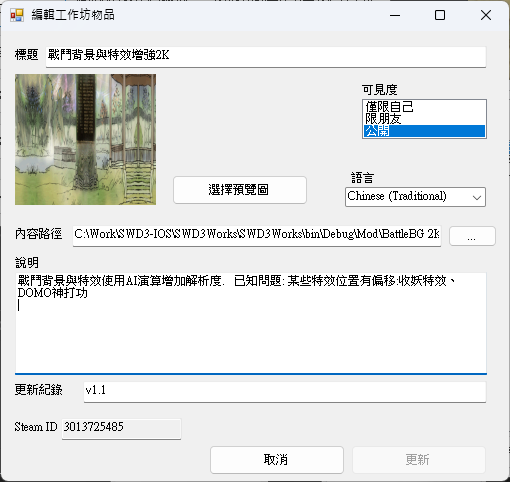 編輯工作坊物品
標題 戰鬥背景與特效增強2K
可見度
僅限自己
限朋友
公開
選擇預覽圖
語言
Chinese (Traditional)
內容路徑 C:\Work\SWD3-IOS\SWD3Works\SWD3Works\bin\Debug\Mod\BattleBG 2K
...
說明
戰鬥背景與特效使用AI演算增加解析度. 已知問題: 某些特效位置有偏移:收妖特效、
DOMO神打功
更新紀錄 v1.1
Steam ID 3013725485
取消 更新